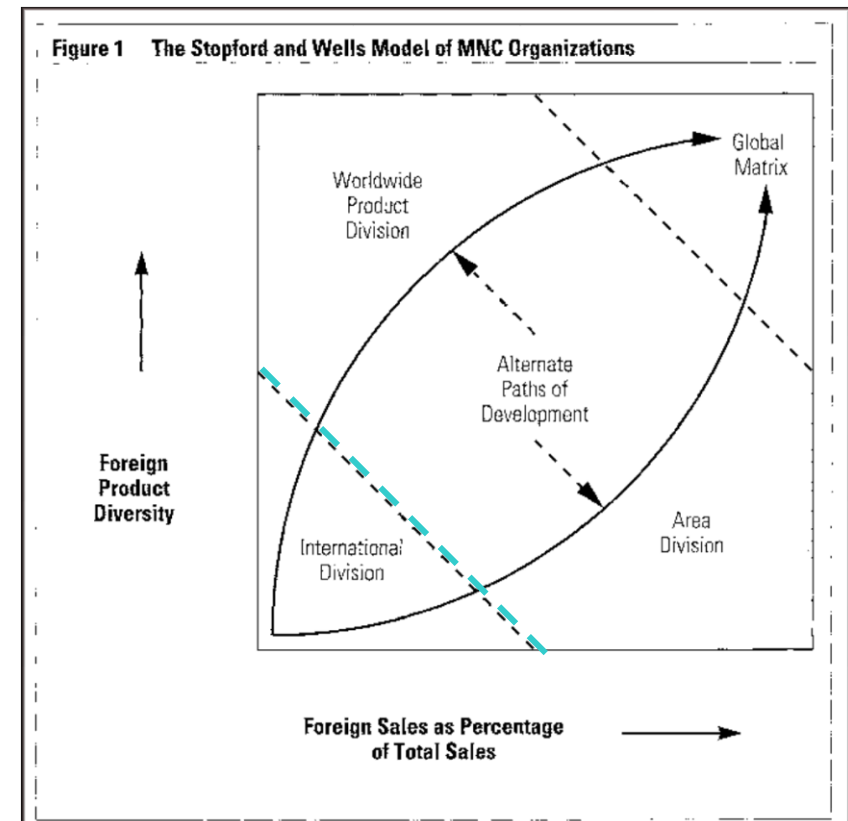 Figure 1 The Stopford and Wells Model of MNC Organizations
Global
Matrix
Worldwide
Product
Division
Alternate
Paths of
Development
Foreign
Product
Diversity
International
Division
Area
Division
Foreign Sales as Percentage
of Total Sales